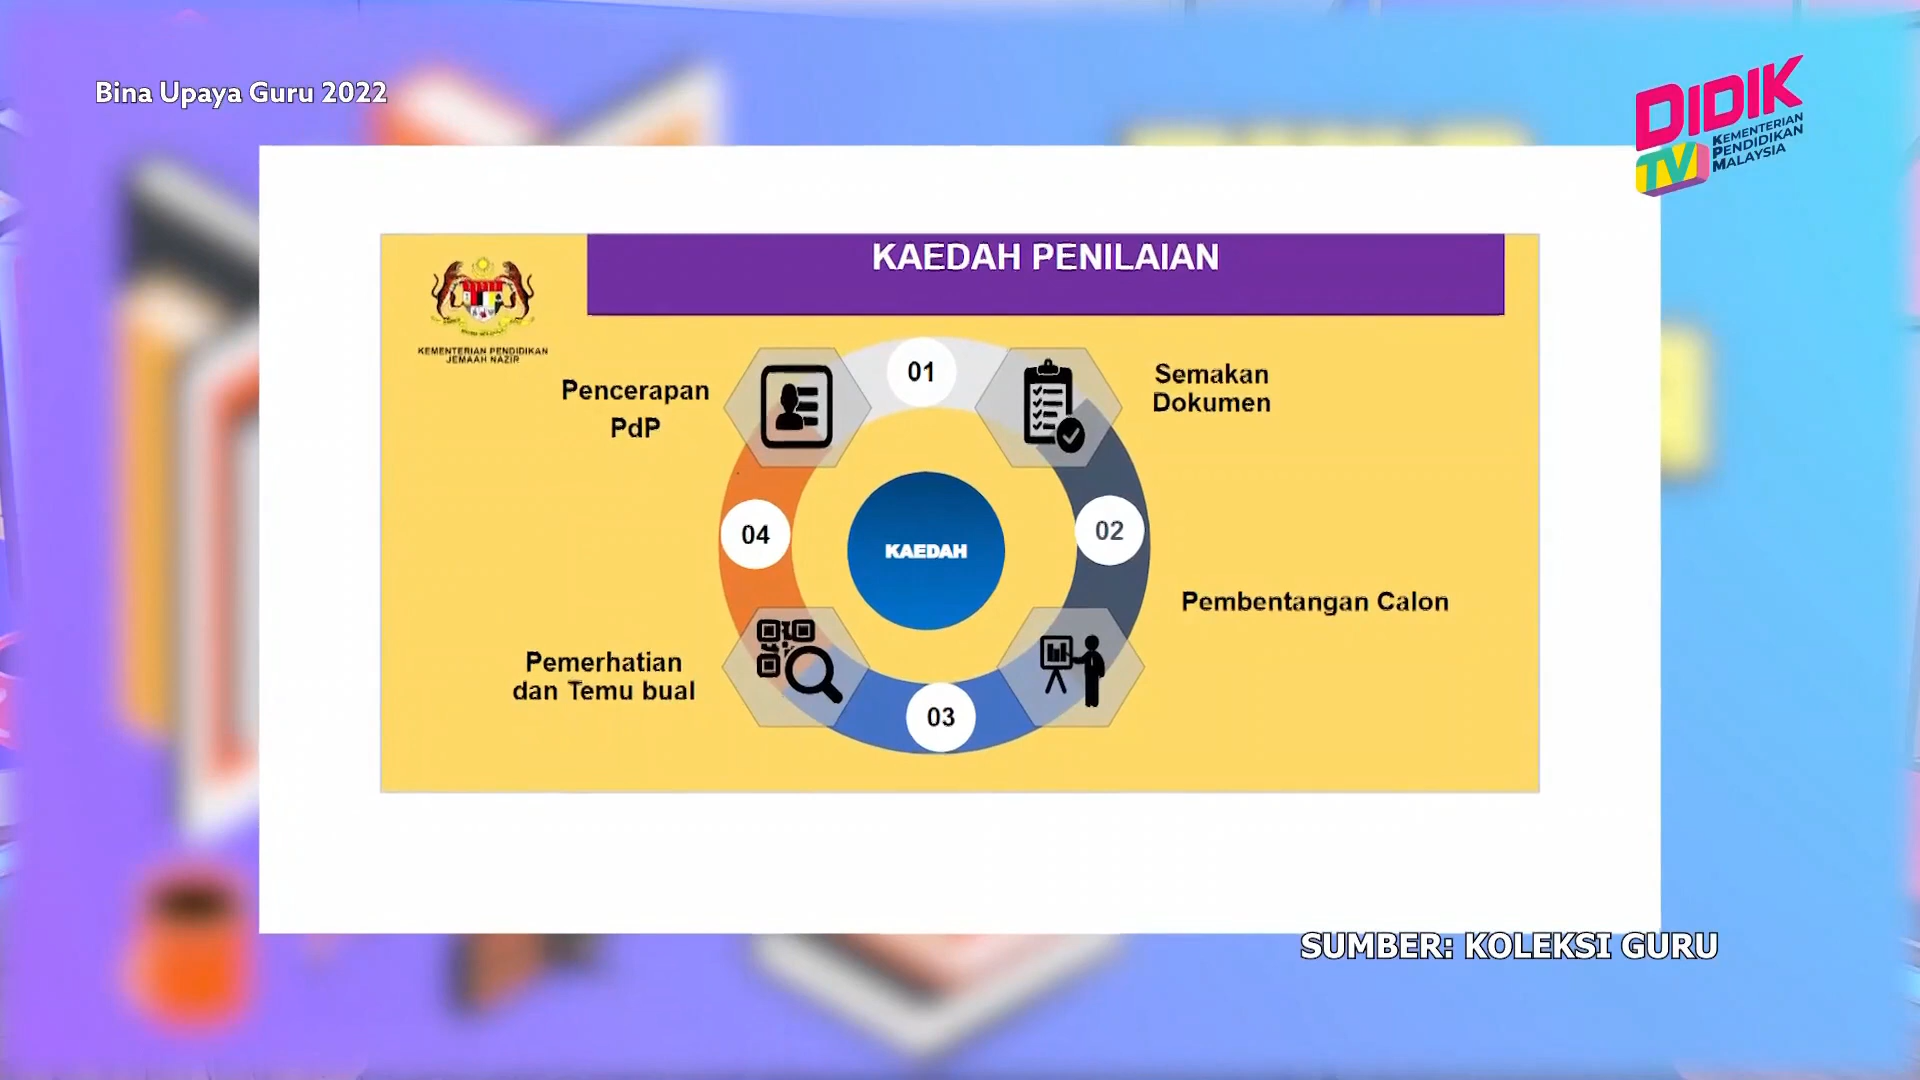 Bina Upaya Guru 2022
DIDIK
TV
KEMENTERIAN
PENDIDIKAN
MALAYSIA
KAEDAH PENILAIAN
KEMENTERIAN PENDIDIKAN
JEMAAH NAZIR
01
Semakan
Dokumen
Pencerapan
PdP
02
04
KAEDAH
Pembentangan Calon
Pemerhatian
dan Temu bual
03
SUMBER: KOLEKSI GURU